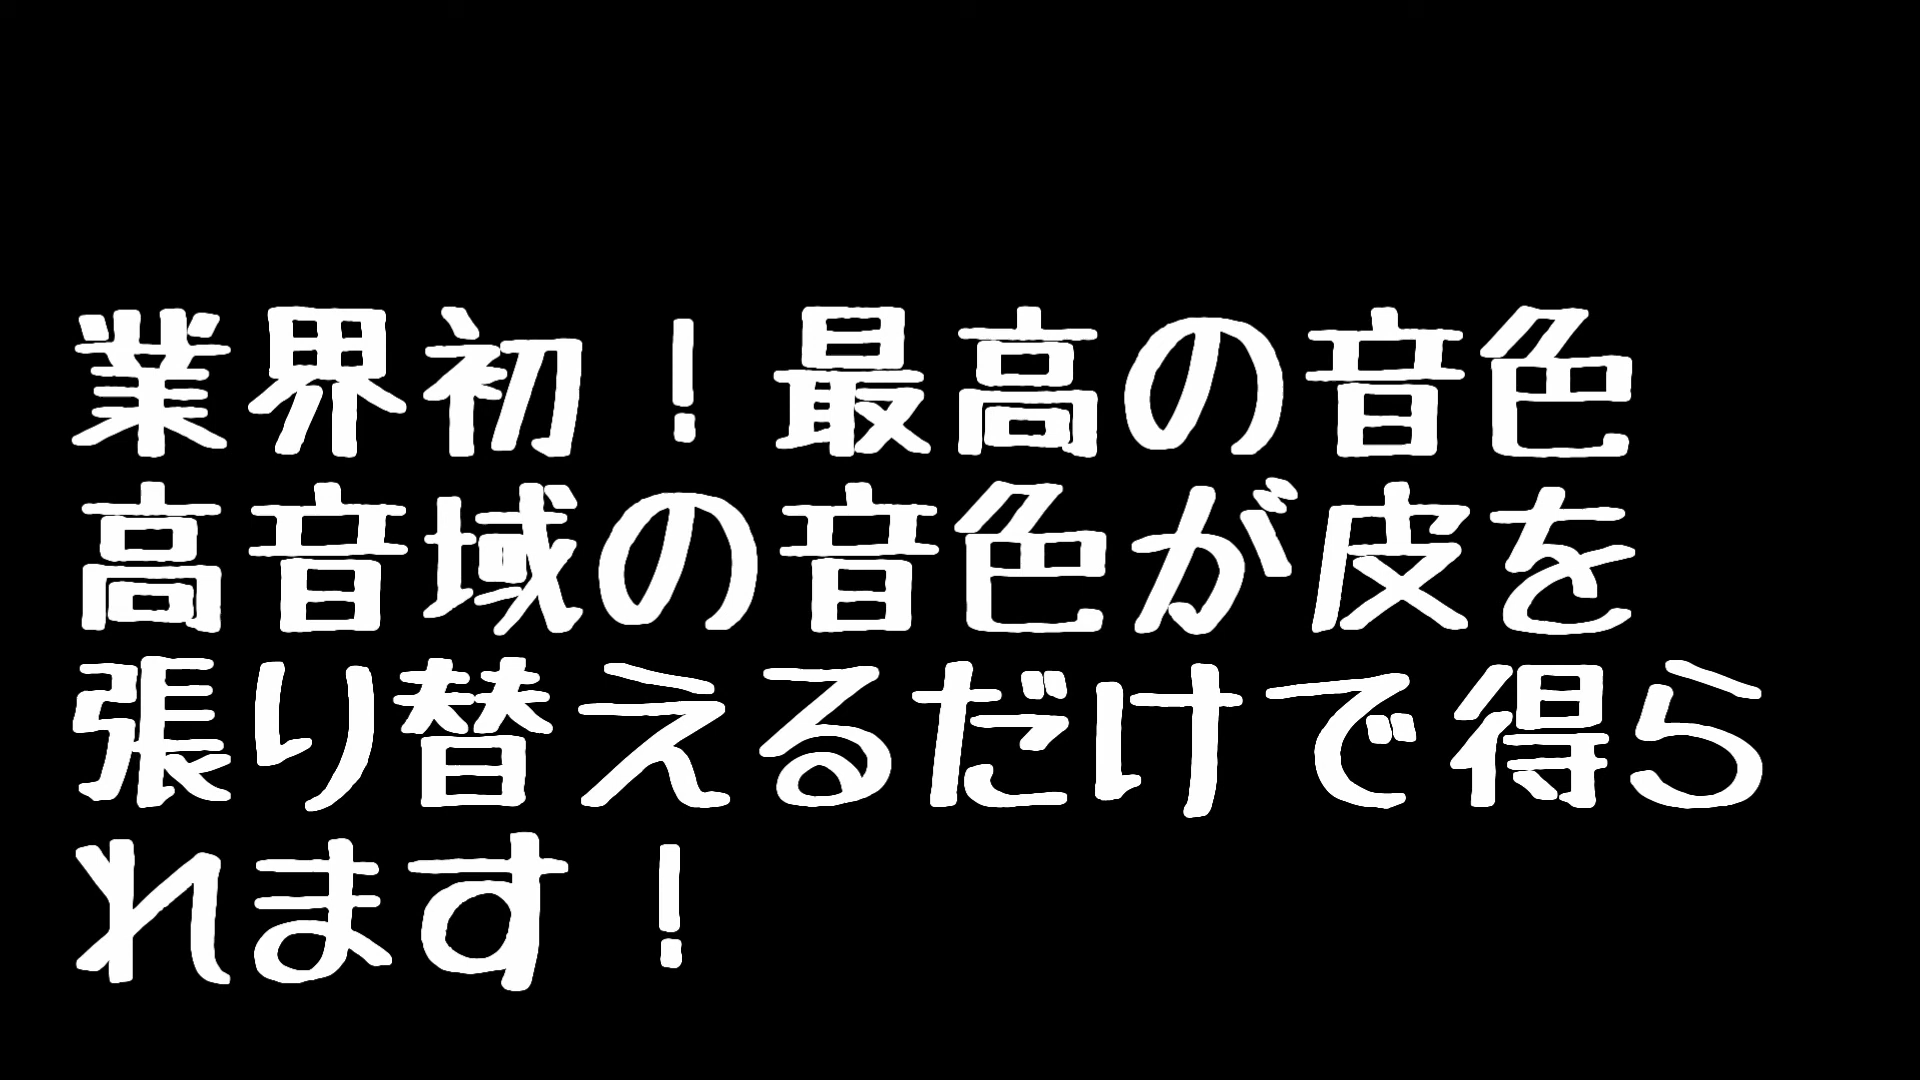 業界初！最高の音色
高音域の音色が皮を
張り替えるだけで得ら
れます！